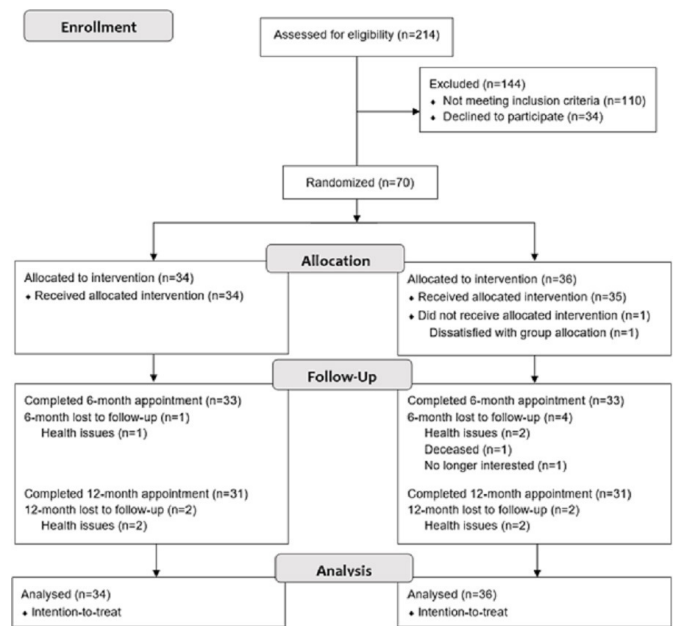 Enrollment
Assessed for eligibility (n=214)
Excluded (n=144)
♦ Not meeting inclusion criteria (n=110)
♦ Declined to participate (n=34)
Randomized (n=70)
Allocation
Allocated to intervention (n=34)
♦ Received allocated intervention (n=34)
Allocated to intervention (n=36)
♦ Received allocated intervention (n=35)
♦ Did not receive allocated intervention (n=1)
Dissatisfied with group allocation (n=1)
Follow-Up
Completed 6-month appointment (n=33)
6-month lost to follow-up (n=1)
Health issues (n=1)
Completed 12-month appointment (n=31)
12-month lost to follow-up (n=2)
Health issues (n=2)
Completed 6-month appointment (n=33)
6-month lost to follow-up (n=4)
Health issues (n=2)
Deceased (n=1)
No longer interested (n=1)
Completed 12-month appointment (n=31)
12-month lost to follow-up (n=2)
Health issues (n=2)
Analysis
Analysed (n=34)
♦ Intention-to-treat
Analysed (n=36)
♦ Intention-to-treat